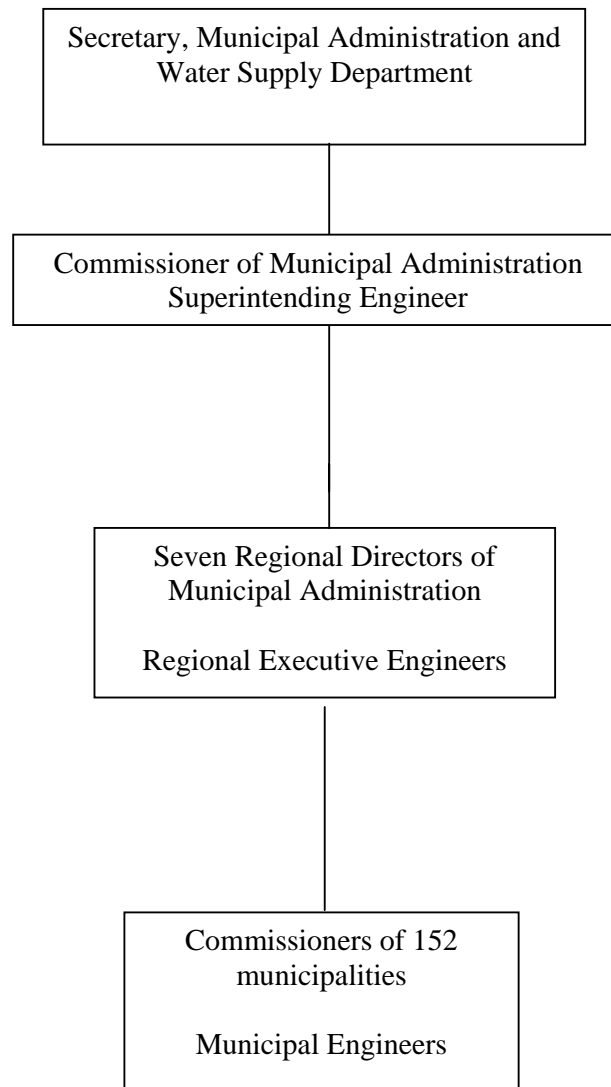 Secretary, Municipal Administration and
Water Supply Department
Commissioner of Municipal Administration
Superintending Engineer
Seven Regional Directors of
Municipal Administration
Regional Executive Engineers
Commissioners of 152
municipalities
Municipal Engineers